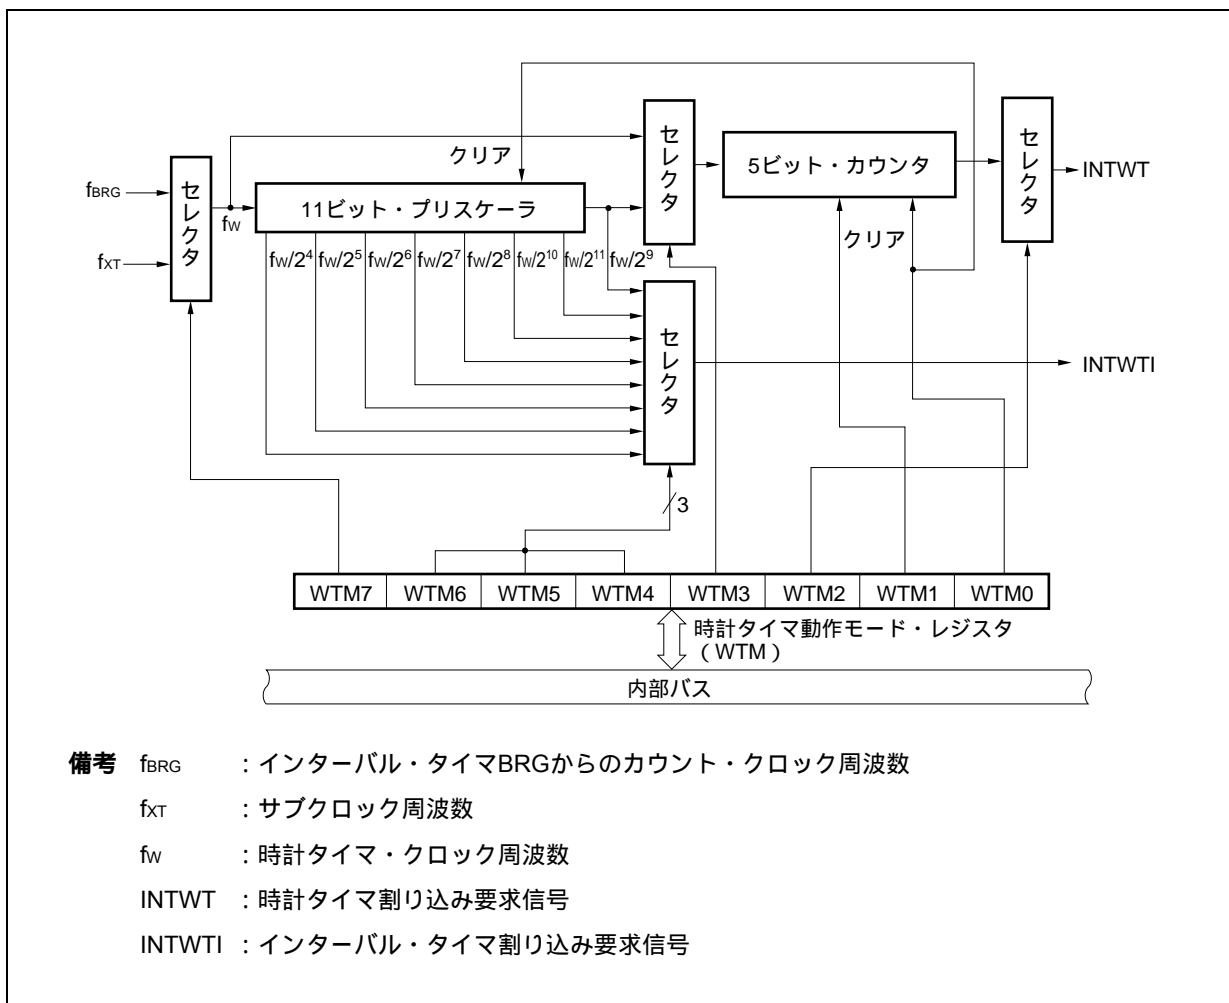 クリア
fBRG
fXT
セレクタ
fW
11ビット・プリスケーラ
セレクタ
5ビット・カウンタ
セレクタ
INTWT
クリア
fW/2⁴ fW/2⁵ fW/2⁶ fW/2⁷ fW/2⁸ fW/2¹⁰ fW/2¹¹ fW/2⁹
セレクタ
INTWTI
3
WTM7 WTM6 WTM5 WTM4 WTM3 WTM2 WTM1 WTM0
時計タイマ動作モード・レジスタ
(WTM)
内部バス
備考 fBRG :インターバル・タイマBRGからのカウント・クロック周波数
fXT :サブクロック周波数
fW :時計タイマ・クロック周波数
INTWT :時計タイマ割り込み要求信号
INTWTI :インターバル・タイマ割り込み要求信号